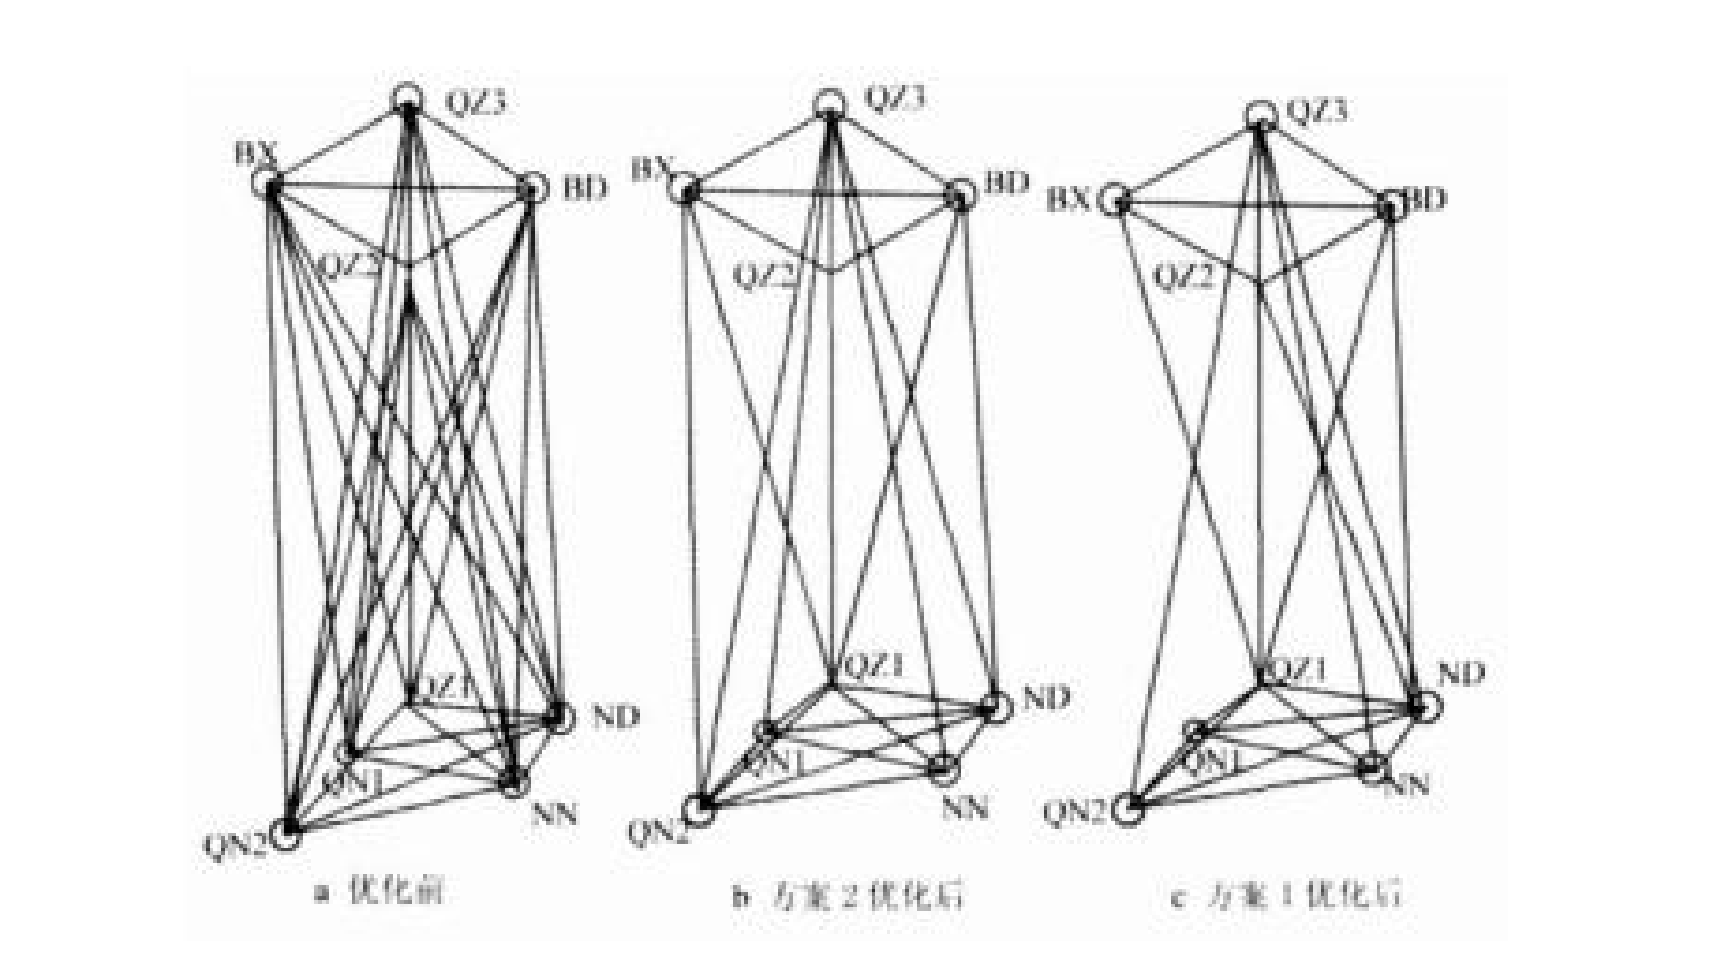 QZ3
BX
BD
QZ2
QZ1
ND
QN1
NN
QN2
a 优化前
QZ3
BX
BD
QZ2
QZ1
ND
QN1
NN
QN2
b 方案2优化后
QZ3
BX
BD
QZ2
QZ1
ND
QN1
NN
QN2
c 方案1优化后